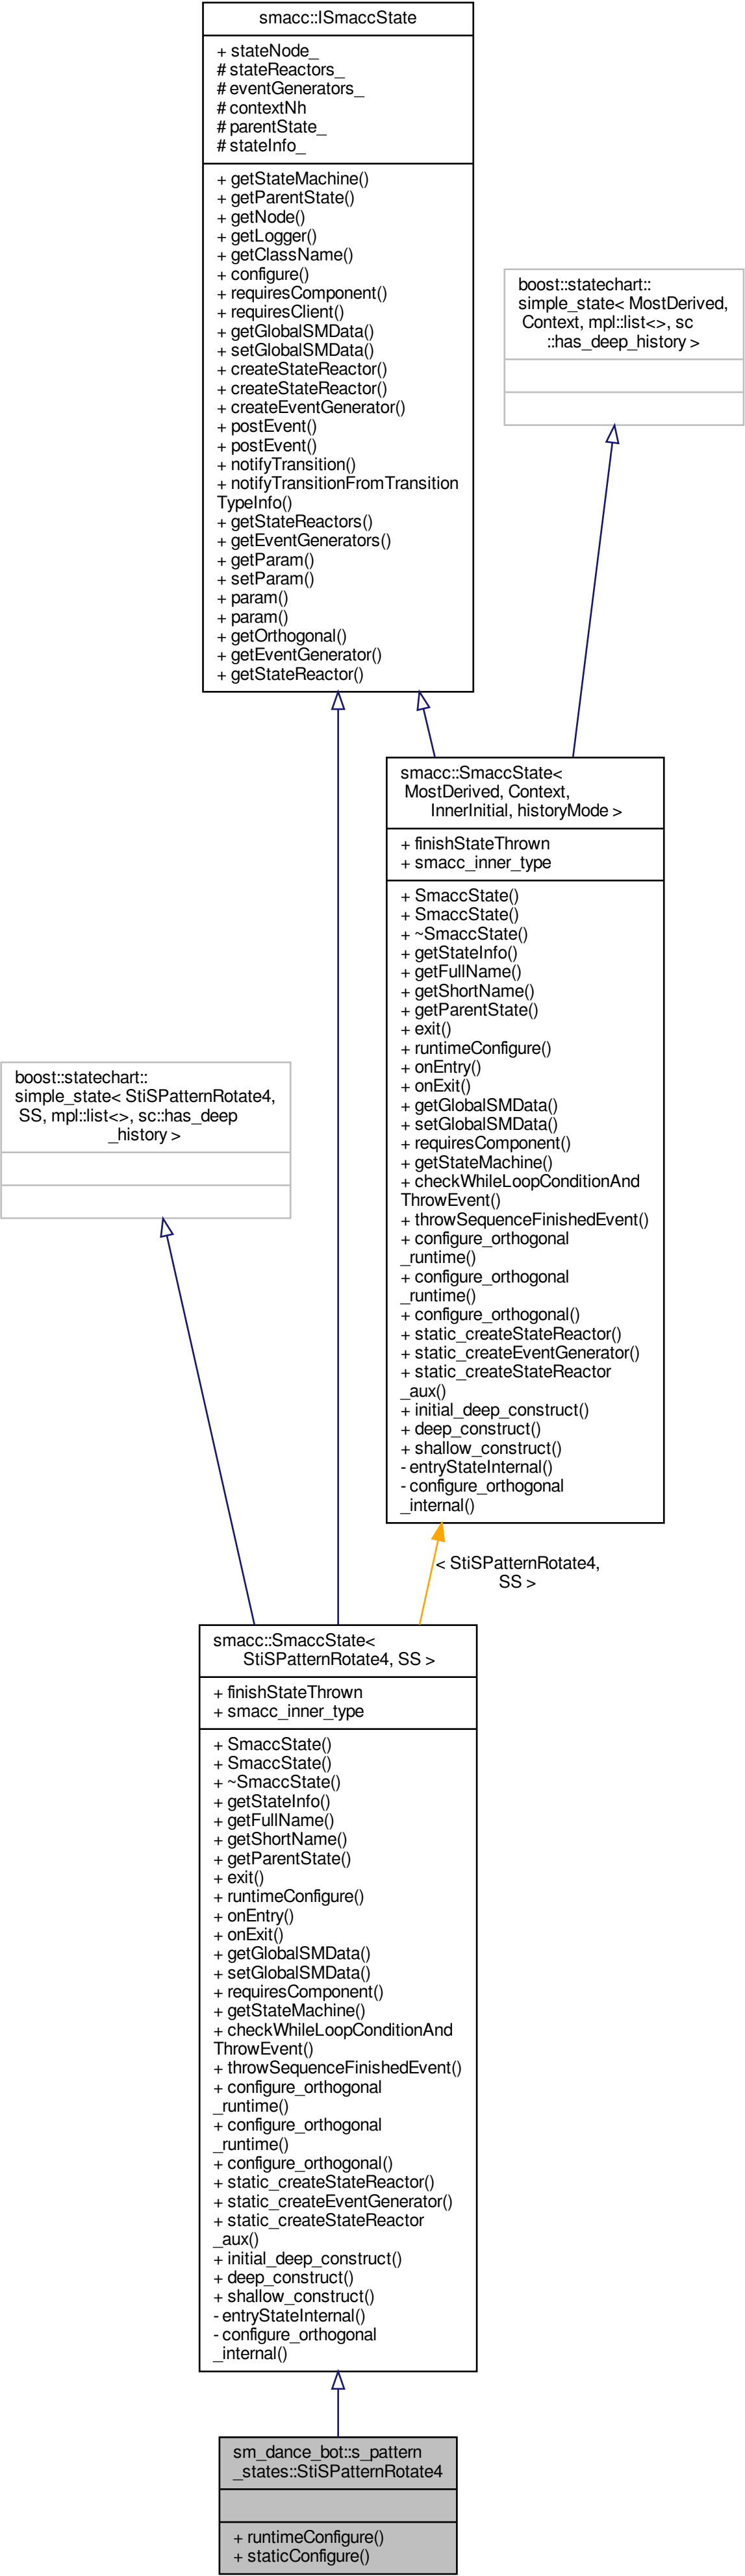 smacc::ISmaccState
+ stateNode_
# stateReactors_
# eventGenerators_
# contextNh
# parentState_
# stateInfo_
+ getStateMachine()
+ getParentState()
+ getNode()
+ getLogger()
+ getClassName()
+ configure()
+ requiresComponent()
+ requiresClient()
+ getGlobalSMData()
+ setGlobalSMData()
+ createStateReactor()
+ createStateReactor()
+ createEventGenerator()
+ postEvent()
+ postEvent()
+ notifyTransition()
+ notifyTransitionFromTransition
TypeInfo()
+ getStateReactors()
+ getEventGenerators()
+ getParam()
+ setParam()
+ param()
+ param()
+ getOrthogonal()
+ getEventGenerator()
+ getStateReactor()
boost::statechart::
simple_state< MostDerived,
Context, mpl::list<>, sc
::has_deep_history >
smacc::SmaccState<
MostDerived, Context,
InnerInitial, historyMode >
+ finishStateThrown
+ smacc_inner_type
+ SmaccState()
+ SmaccState()
+ ~SmaccState()
+ getStateInfo()
+ getFullName()
+ getShortName()
+ getParentState()
+ exit()
+ runtimeConfigure()
+ onEntry()
+ onExit()
+ getGlobalSMData()
+ setGlobalSMData()
+ requiresComponent()
+ getStateMachine()
+ checkWhileLoopConditionAnd
ThrowEvent()
+ throwSequenceFinishedEvent()
+ configure_orthogonal
_runtime()
+ configure_orthogonal
_runtime()
+ configure_orthogonal()
+ static_createStateReactor()
+ static_createEventGenerator()
+ static_createStateReactor
_aux()
+ initial_deep_construct()
+ deep_construct()
+ shallow_construct()
- entryStateInternal()
- configure_orthogonal
_internal()
boost::statechart::
simple_state< StiSPatternRotate4,
SS, mpl::list<>, sc::has_deep
_history >
< StiSPatternRotate4,
SS >
smacc::SmaccState<
StiSPatternRotate4, SS >
+ finishStateThrown
+ smacc_inner_type
+ SmaccState()
+ SmaccState()
+ ~SmaccState()
+ getStateInfo()
+ getFullName()
+ getShortName()
+ getParentState()
+ exit()
+ runtimeConfigure()
+ onEntry()
+ onExit()
+ getGlobalSMData()
+ setGlobalSMData()
+ requiresComponent()
+ getStateMachine()
+ checkWhileLoopConditionAnd
ThrowEvent()
+ throwSequenceFinishedEvent()
+ configure_orthogonal
_runtime()
+ configure_orthogonal
_runtime()
+ configure_orthogonal()
+ static_createStateReactor()
+ static_createEventGenerator()
+ static_createStateReactor
_aux()
+ initial_deep_construct()
+ deep_construct()
+ shallow_construct()
- entryStateInternal()
- configure_orthogonal
_internal()
sm_dance_bot::s_pattern
_states::StiSPatternRotate4
+ runtimeConfigure()
+ staticConfigure()